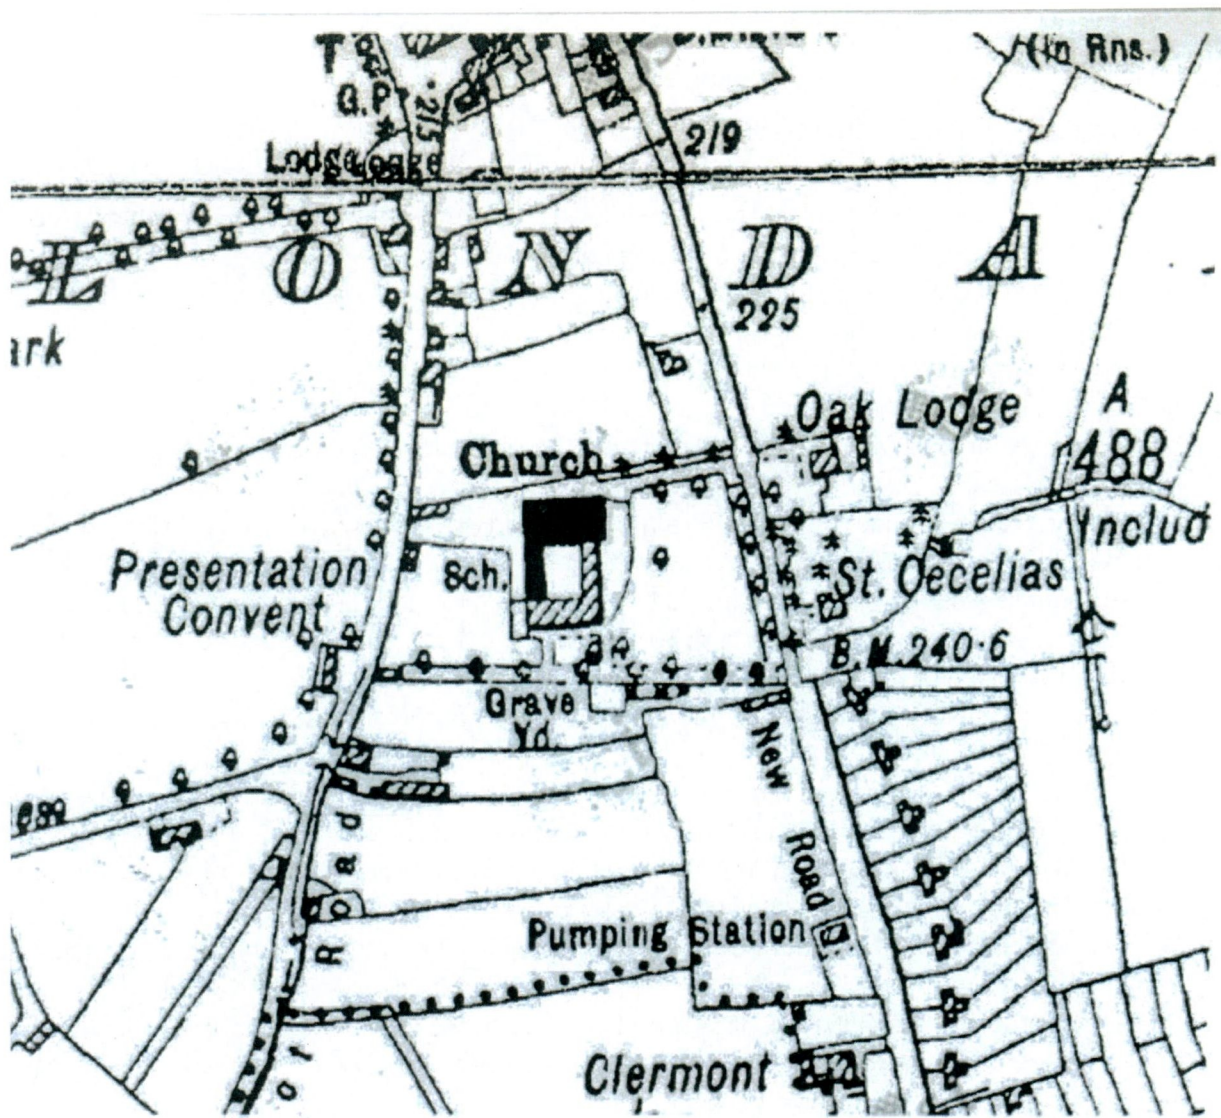 (In Rns.)
G.P
215
219
Lodge
Lodge
L O N D A
225
ark
Oak Lodge
A
488
Includ
Church
Presentation
Convent
Sch.
St. Cecelias
B.M.240·6
Grave
Yd.
New
Road
Road
Pumping Station
Clermont